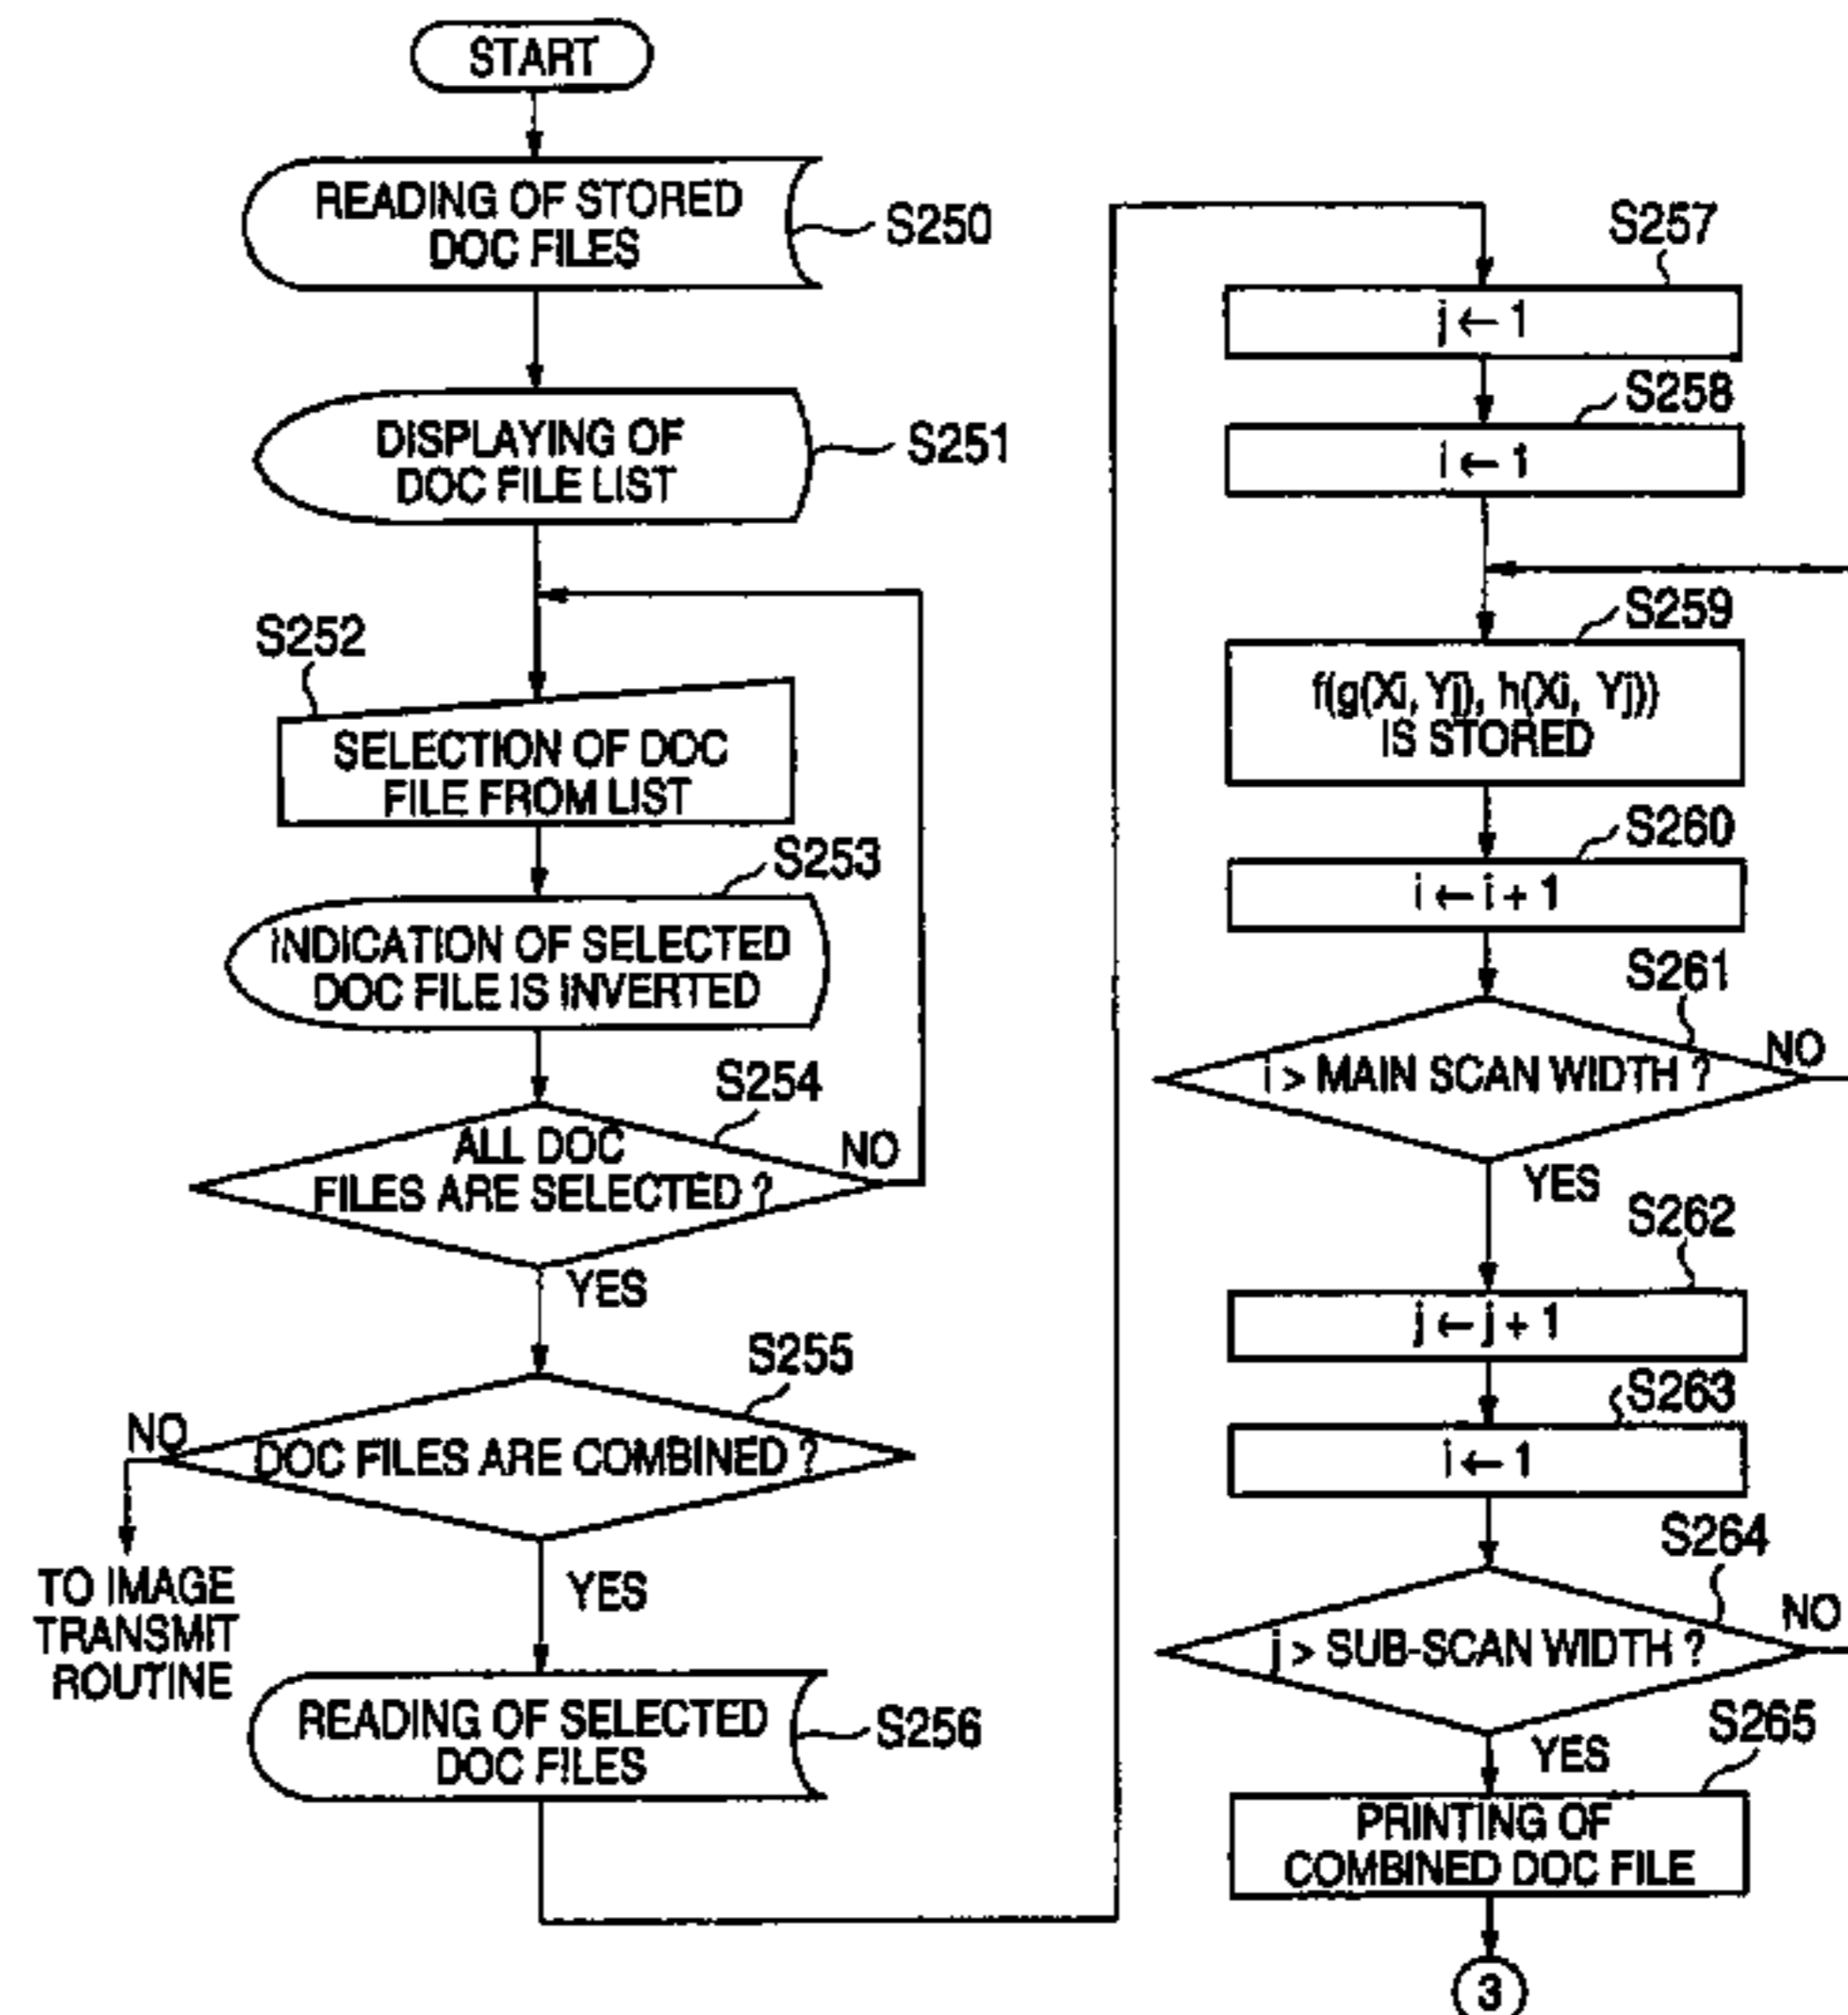 START
READING OF STORED
DOC FILES
S250
DISPLAYING OF
DOC FILE LIST
S251
S252
SELECTION OF DOC
FILE FROM LIST
S253
INDICATION OF SELECTED
DOC FILE IS INVERTED
S254
ALL DOC
FILES ARE SELECTED ?
NO
YES
S255
NO
DOC FILES ARE COMBINED ?
TO IMAGE
TRANSMIT
ROUTINE
YES
READING OF SELECTED
DOC FILES
S256
S257
j ← 1
S258
i ← 1
S259
f(g(Xi, Yj), h(Xi, Yj))
IS STORED
S260
i ← i + 1
S261
i > MAIN SCAN WIDTH ?
NO
YES
S262
j ← j + 1
S263
i ← 1
S264
j > SUB-SCAN WIDTH ?
NO
YES
S265
PRINTING OF
COMBINED DOC FILE
3